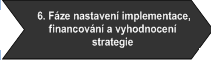 6. Fáze nastavení implementace,
financování a vyhodnocení
strategie